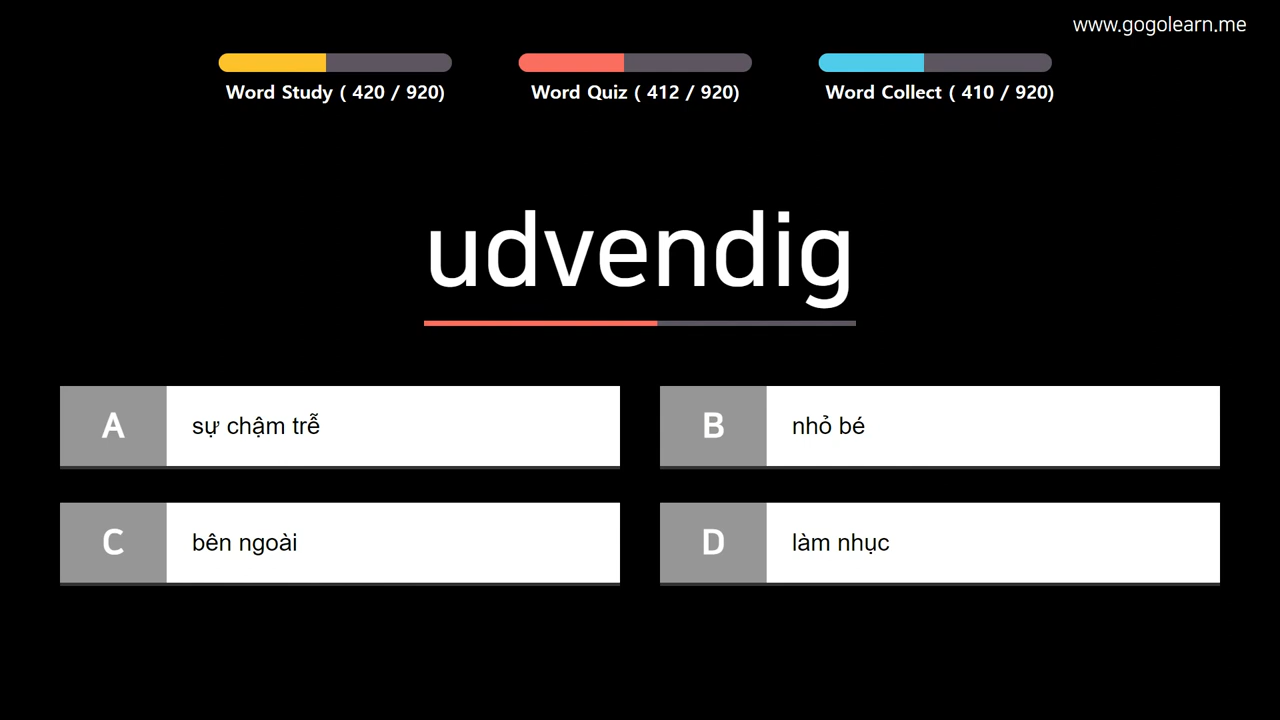 www.gogolearn.me
Word Study ( 420 / 920)
Word Quiz ( 412 / 920)
Word Collect ( 410 / 920)
udvendig
A
sự chậm trễ
B
nhỏ bé
C
bên ngoài
D
làm nhục